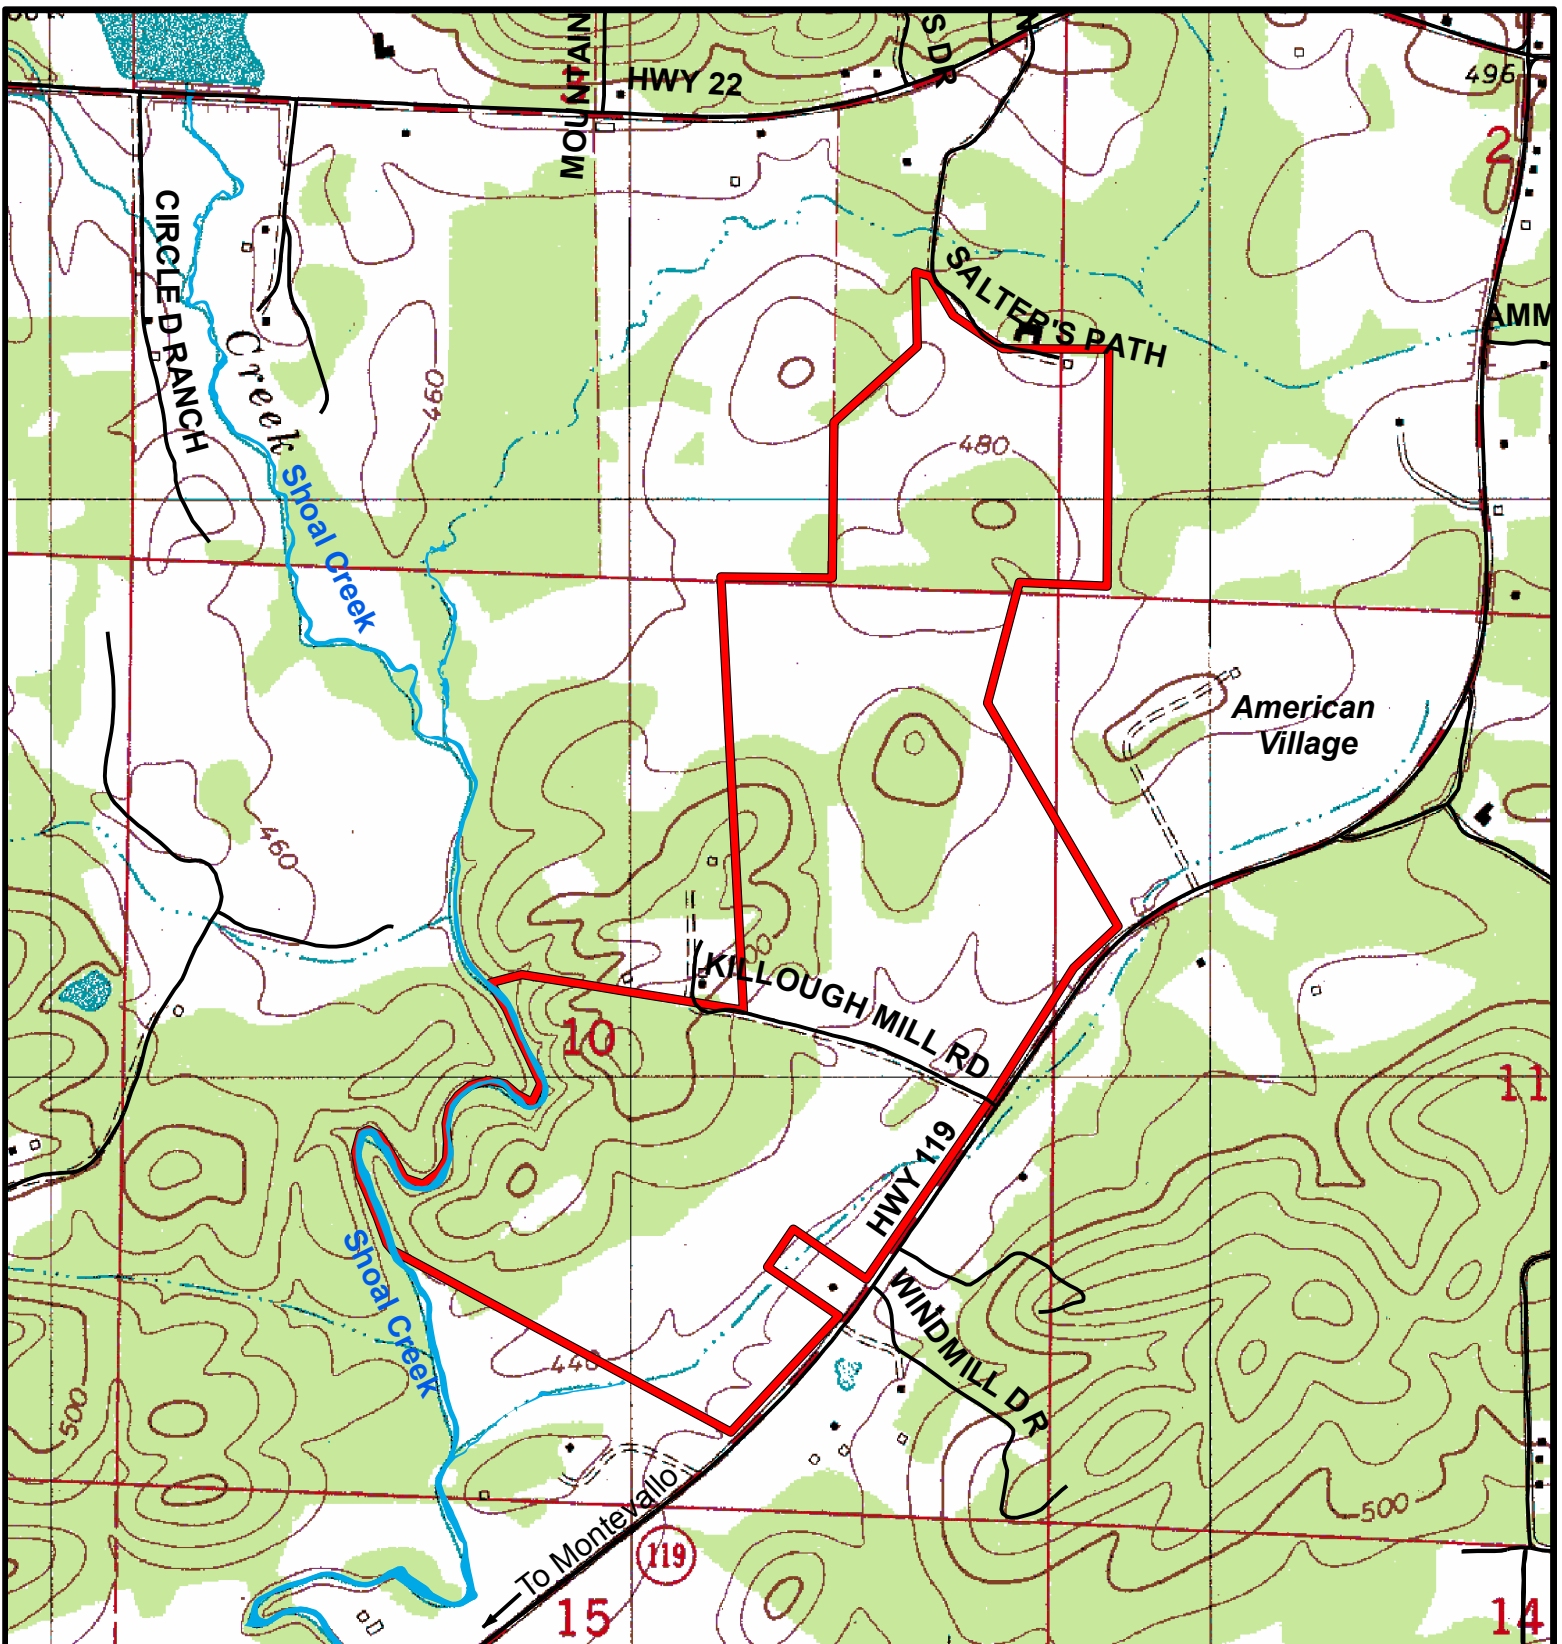 MOUNTAIN
HWY 22
S DR
496
2
CIRCLE D RANCH
Creek
SALTER'S PATH
AMM
460
Shoal Creek
480
American
Village
460
KILLOUGH MILL RD
10
11
HWY 119
Shoal Creek
WINDMILL DR
440
500
500
To Montevallo
119
15
14